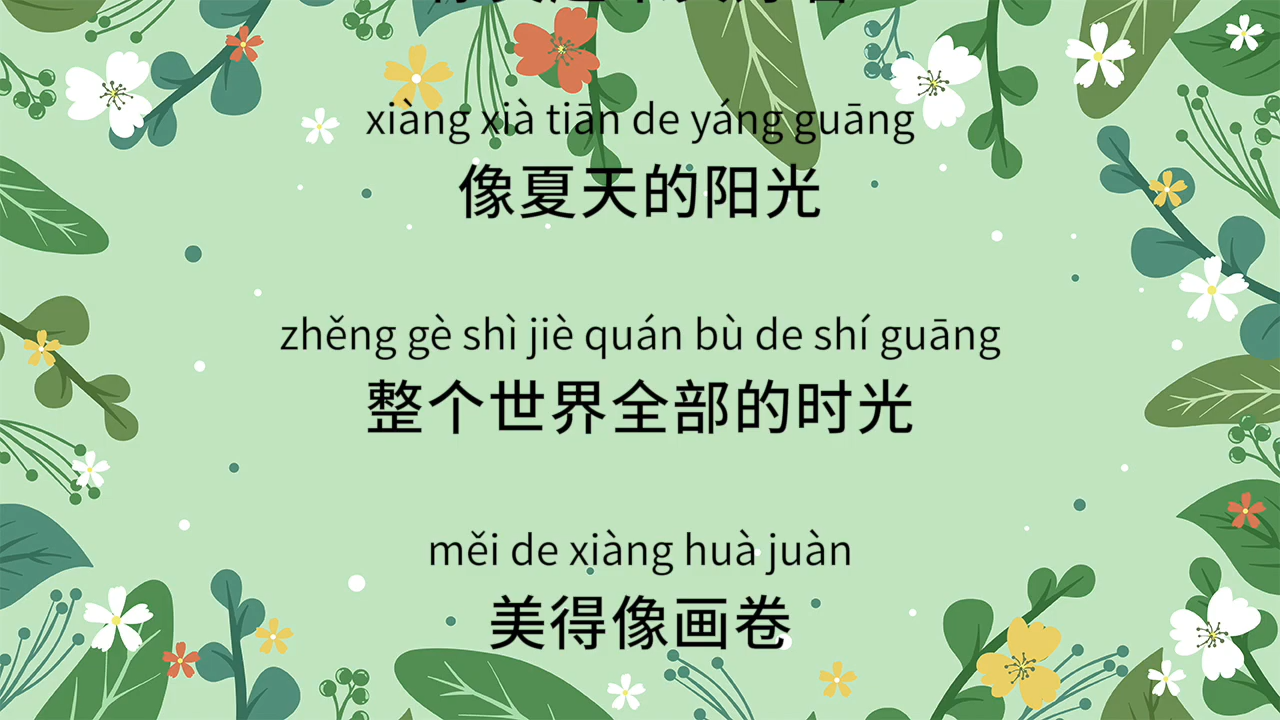 xiàng xià tiān de yáng guāng
像夏天的阳光
zhěng gè shì jiè quán bù de shí guāng
整个世界全部的时光
měi de xiàng huà juàn
美得像画卷